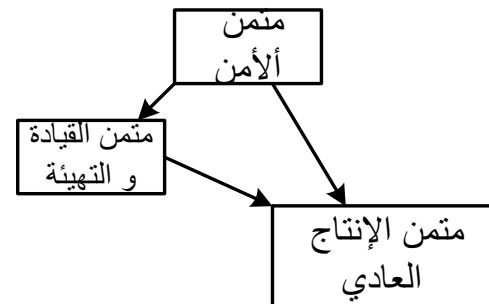 متمن
ألأمن
متمن القيادة
و التهيئة
متمن الإنتاج
العادي